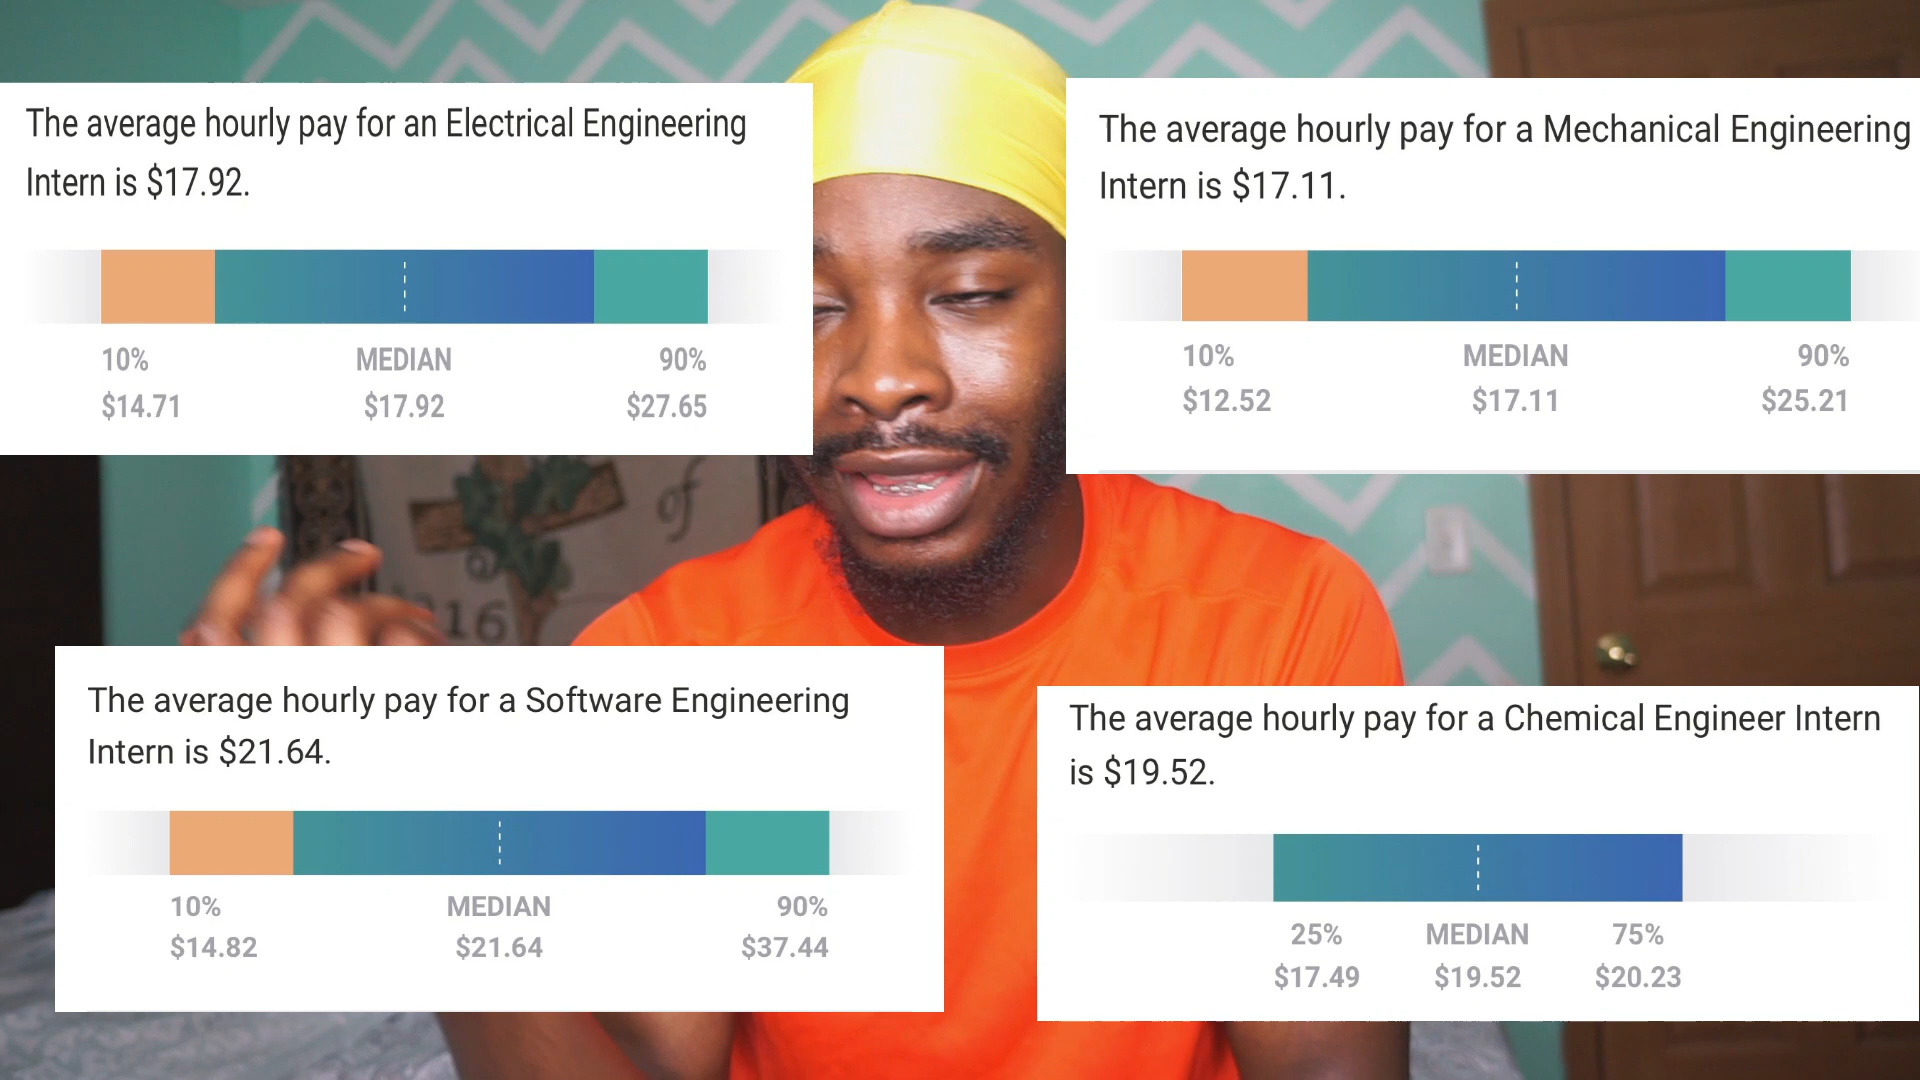 The average hourly pay for an Electrical Engineering
Intern is $17.92.
10% MEDIAN 90%
$14.71 $17.92 $27.65
The average hourly pay for a Mechanical Engineering
Intern is $17.11.
10% MEDIAN 90%
$12.52 $17.11 $25.21
of
16
The average hourly pay for a Software Engineering
Intern is $21.64.
10% MEDIAN 90%
$14.82 $21.64 $37.44
The average hourly pay for a Chemical Engineer Intern
is $19.52.
25% MEDIAN 75%
$17.49 $19.52 $20.23